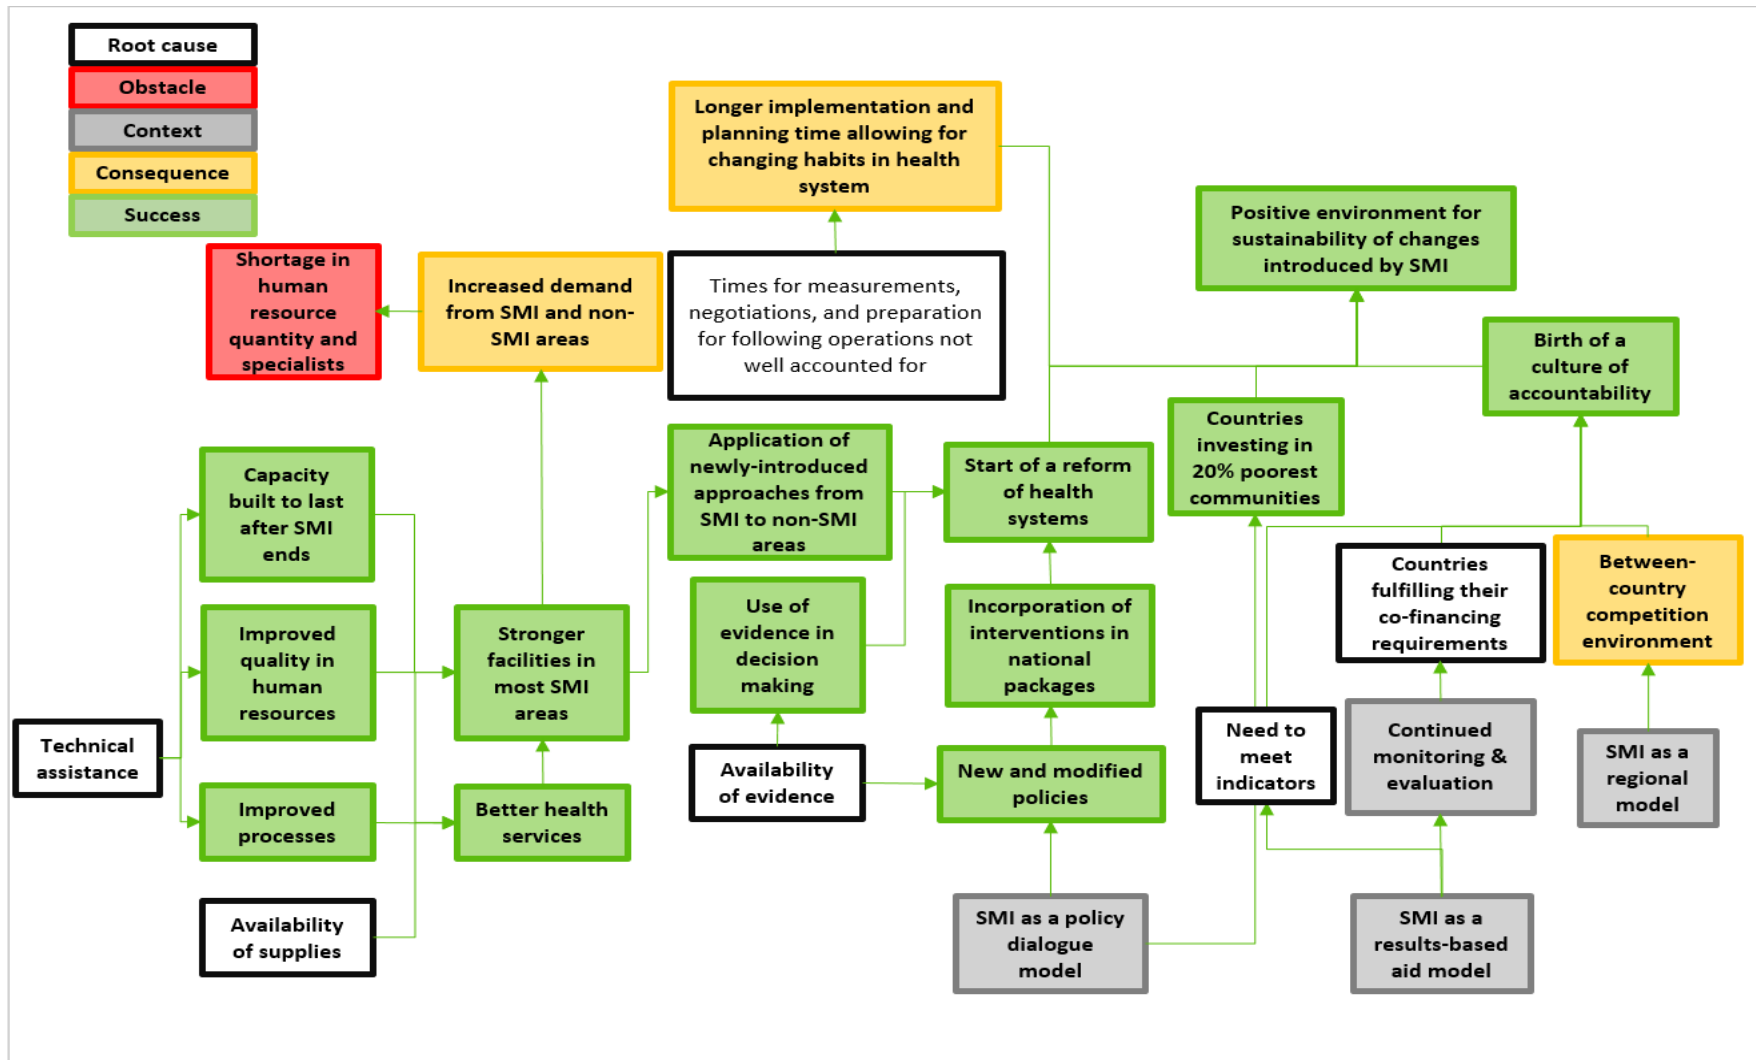 Root cause
Obstacle
Context
Consequence
Success
Longer implementation and
planning time allowing for
changing habits in health
system
Positive environment for
sustainability of changes
introduced by SMI
Shortage in
human
resource
quantity and
specialists
Increased demand
from SMI and non-
SMI areas
Times for measurements,
negotiations, and preparation
for following operations not
well accounted for
Birth of a
culture of
accountability
Countries
investing in
20% poorest
communities
Capacity
built to last
after SMI
ends
Application of
newly-introduced
approaches from
SMI to non-SMI
areas
Start of a reform
of health
systems
Countries
fulfilling their
co-financing
requirements
Between-
country
competition
environment
Improved
quality in
human
resources
Stronger
facilities in
most SMI
areas
Use of
evidence in
decision
making
Incorporation of
interventions in
national
packages
Technical
assistance
Availability
of evidence
New and modified
policies
Need to
meet
indicators
Continued
monitoring &
evaluation
SMI as a
regional
model
Improved
processes
Better health
services
Availability
of supplies
SMI as a policy
dialogue
model
SMI as a
results-based
aid model